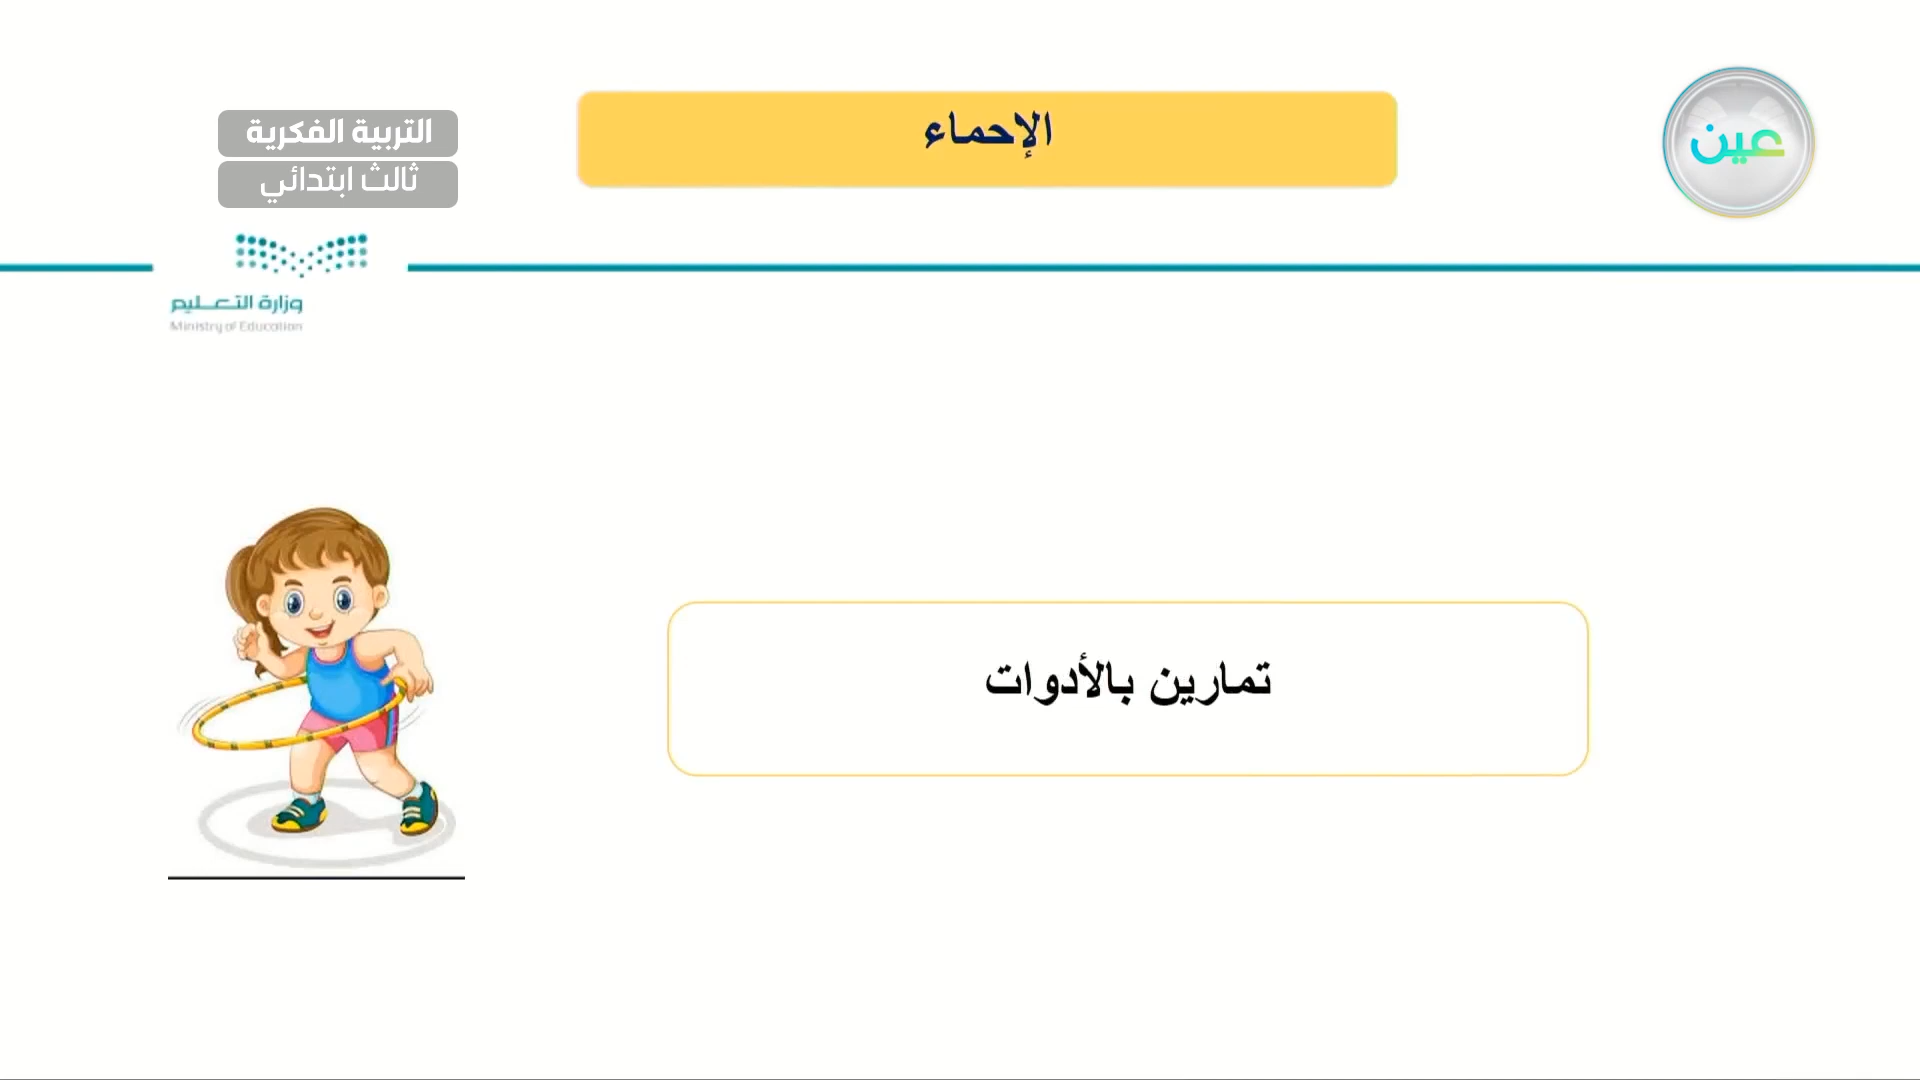 عين
الإحماء
التربية الفكرية
ثالث ابتدائي
وزارة التعليم
Ministry of Education
تمارين بالأدوات